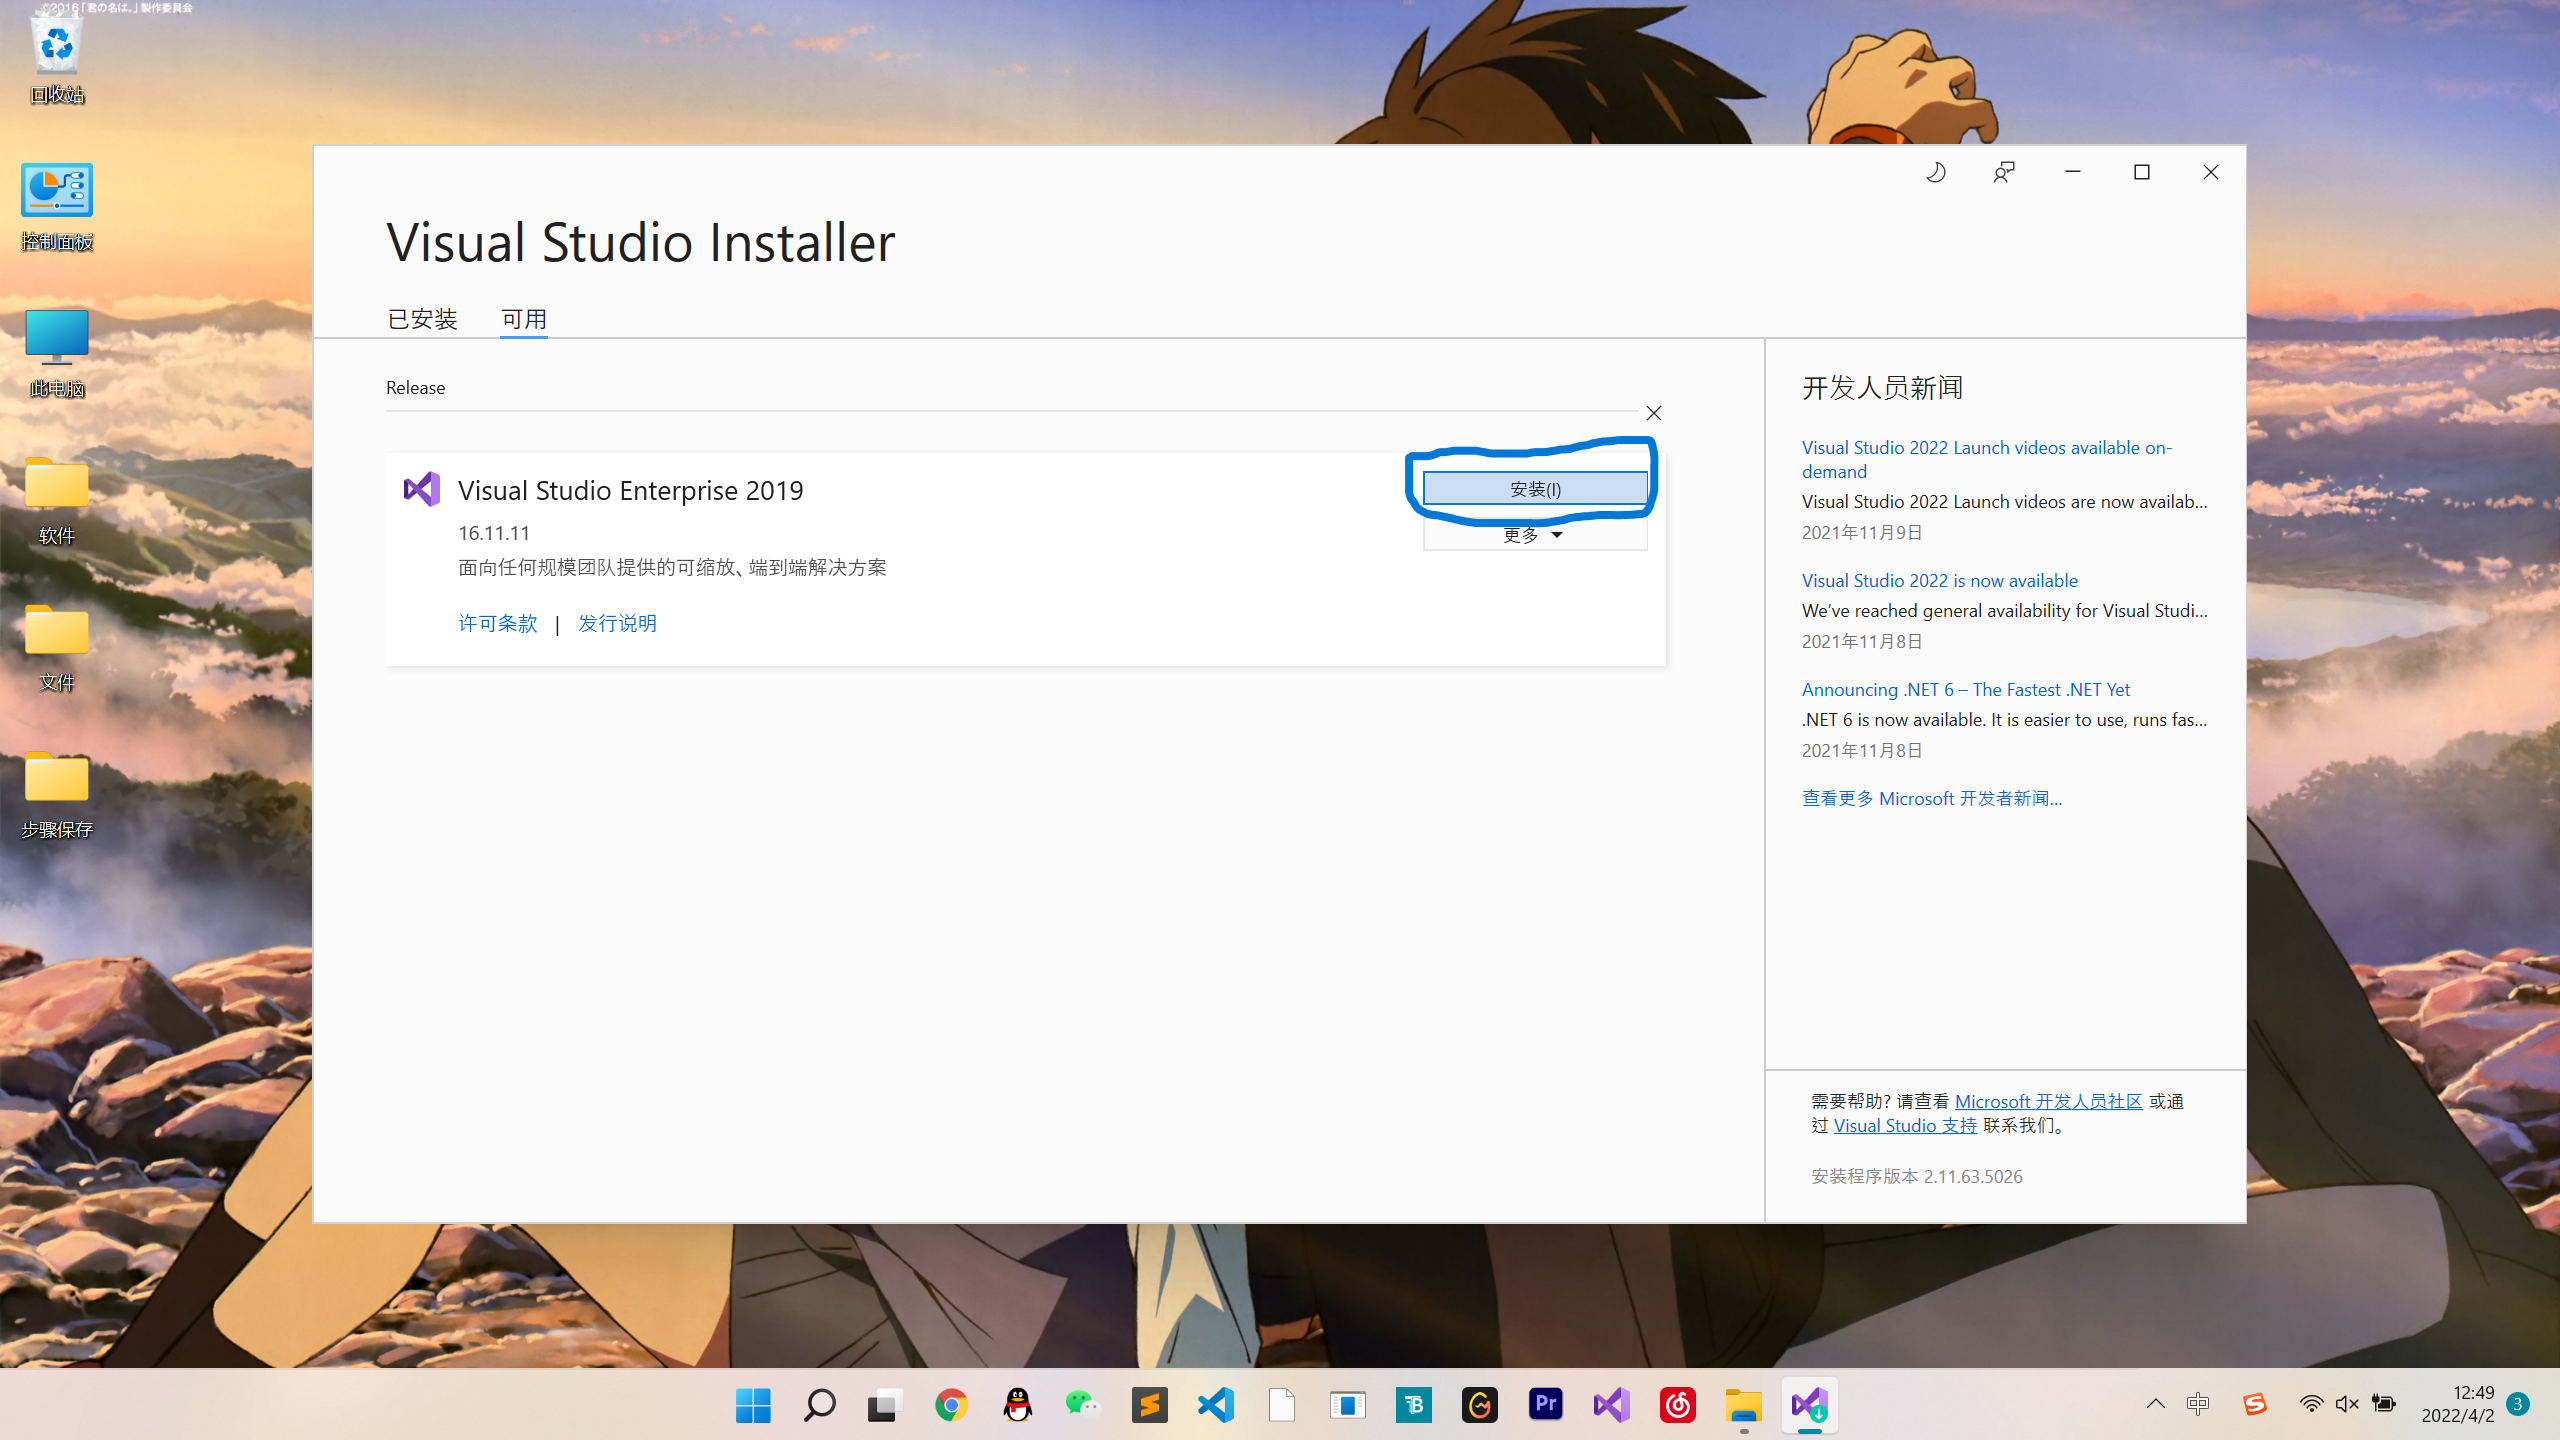 ©2016「君の名は。」製作委員会
回收站
控制面板
此电脑
软件
文件
步骤保存
Visual Studio Installer
已安装 可用
Release
Visual Studio Enterprise 2019
16.11.11
面向任何规模团队提供的可缩放、端到端解决方案
许可条款 | 发行说明
安装(I)
更多
开发人员新闻
Visual Studio 2022 Launch videos available on-
demand
Visual Studio 2022 Launch videos are now availab...
2021年11月9日
Visual Studio 2022 is now available
We’ve reached general availability for Visual Studi...
2021年11月8日
Announcing .NET 6 – The Fastest .NET Yet
.NET 6 is now available. It is easier to use, runs fas...
2021年11月8日
查看更多 Microsoft 开发者新闻...
需要帮助? 请查看 Microsoft 开发人员社区 或通
过 Visual Studio 支持 联系我们。
安装程序版本 2.11.63.5026
Pr
中
12:49
2022/4/2
3